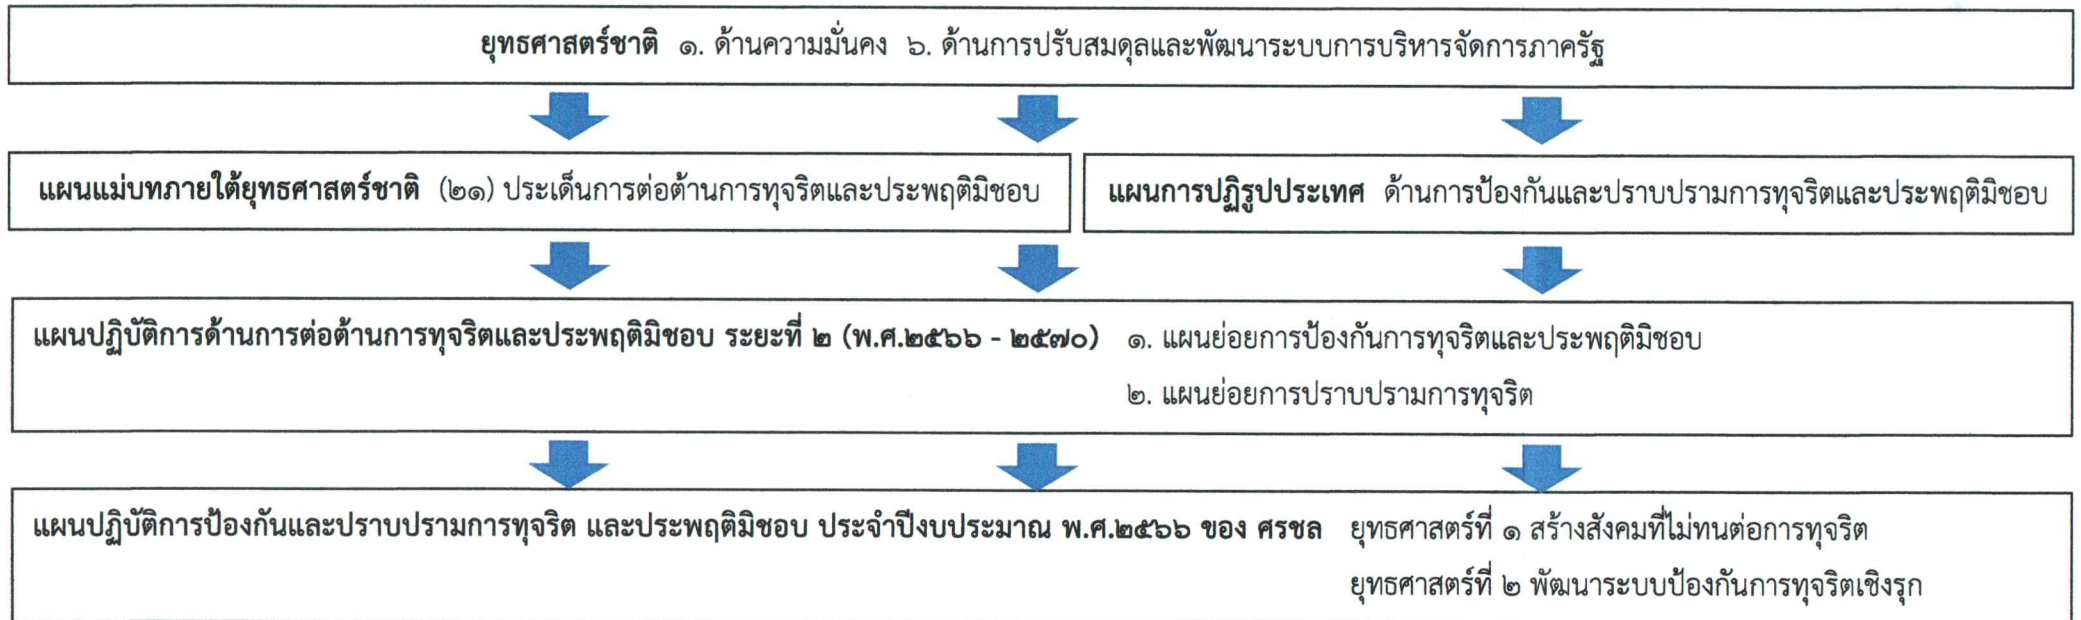 ยุทธศาสตร์ชาติ ๑. ด้านความมั่นคง ๖. ด้านการปรับสมดุลและพัฒนาระบบการบริหารจัดการภาครัฐ
แผนแม่บทภายใต้ยุทธศาสตร์ชาติ (๒๑) ประเด็นการต่อต้านการทุจริตและประพฤติมิชอบ
แผนการปฏิรูปประเทศ ด้านการป้องกันและปราบปรามการทุจริตและประพฤติมิชอบ
แผนปฏิบัติการด้านการต่อต้านการทุจริตและประพฤติมิชอบ ระยะที่ ๒ (พ.ศ.๒๕๖๖ - ๒๕๗๐) ๑. แผนย่อยการป้องกันการทุจริตและประพฤติมิชอบ
๒. แผนย่อยการปราบปรามการทุจริต
แผนปฏิบัติการป้องกันและปราบปรามการทุจริต และประพฤติมิชอบ ประจำปีงบประมาณ พ.ศ.๒๕๖๖ ของ ศรชล ยุทธศาสตร์ที่ ๑ สร้างสังคมที่ไม่ทนต่อการทุจริต
ยุทธศาสตร์ที่ ๒ พัฒนาระบบป้องกันการทุจริตเชิงรุก